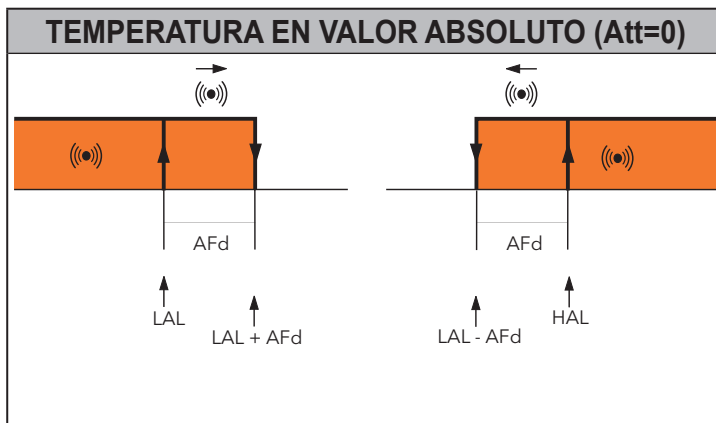 TEMPERATURA EN VALOR ABSOLUTO (Att=0)
AFd
AFd
LAL
HAL
LAL + AFd
LAL - AFd